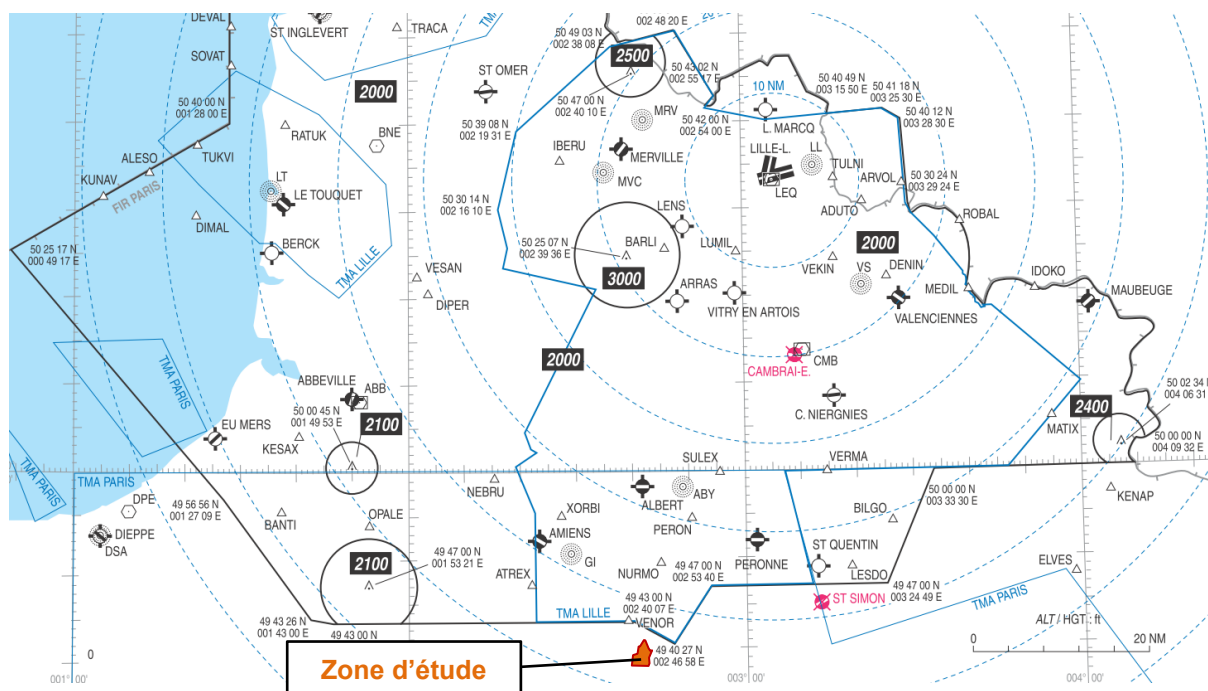 DEVAL
ST INGLEVERT
TRACA
SOVAT
2000
50 40 00 N
001 28 00 E
RATUK
BNE
ALESO
TUKVI
KUNAV
FIR PARIS
LT
LE TOUQUET
DIMAL
BERCK
TMA LILLE
50 25 17 N
000 49 17 E
VESAN
DIPER
ST OMER
50 49 03 N
002 38 08 E
002 48 20 E
20
2500
50 43 02 N
002 55 17 E
50 47 00 N
002 40 10 E
MRV
50 39 08 N
002 19 31 E
IBERU
MERVILLE
MVC
50 42 00 N
002 54 00 E
10 NM
L. MARCQ
50 40 49 N
003 15 50 E
50 41 18 N
003 25 30 E
50 40 12 N
003 28 30 E
LILLE-L.
LL
TULNI
LEQ
ARVOL
50 30 24 N
003 29 24 E
ADUTO
ROBAL
50 30 14 N
002 16 10 E
LENS
BARLI
LUMIL
50 25 07 N
002 39 36 E
3000
2000
VEKIN
VS
DENIN
MEDIL
IDOKO
MAUBEUGE
ARRAS
VITRY EN ARTOIS
VALENCIENNES
2000
CMB
CAMBRAI-E.
C. NIERGNIES
TMA PARIS
ABBEVILLE
ABB
50 00 45 N
001 49 53 E
2100
EU MERS
KESAX
50 02 34 N
004 06 31
2400
MATIX
50 00 00 N
004 09 32 E
TMA PARIS
TMA PARIS
SULEX
VERMA
KENAP
NEBRU
DPE
49 56 56 N
001 27 09 E
DIEPPE
DSA
BANTI
OPALE
XORBI
ALBERT
ABY
PERON
50 00 00 N
003 33 30 E
BILGO
AMIENS
GI
PERONNE
ST QUENTIN
LESDO
ELVES
2100
49 47 00 N
001 53 21 E
ATREX
NURMO
49 47 00 N
002 53 40 E
49 47 00 N
003 24 49 E
ST SIMON
TMA PARIS
49 43 26 N
001 43 00 E
49 43 00 N
TMA LILLE
49 43 00 N
002 40 07 E
VENOR
49 40 27 N
002 46 58 E
Zone d'étude
ALT / HGT : ft
0
20 NM
0
001° 00'
003° 00'
004° 00'